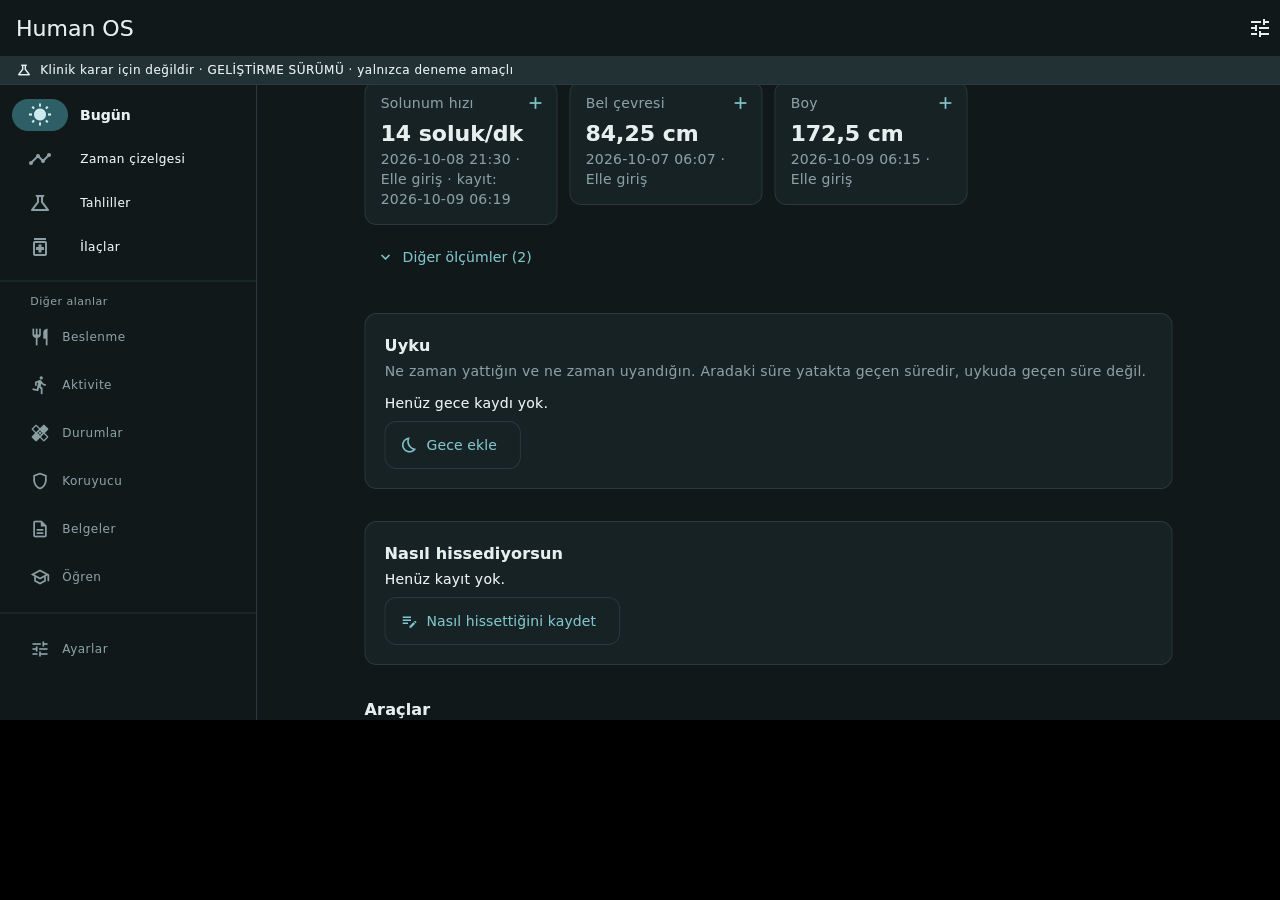 Human OS
Klinik karar için değildir · GELİŞTİRME SÜRÜMÜ · yalnızca deneme amaçlı
Bugün
Zaman çizelgesi
Tahliller
İlaçlar
Diğer alanlar
Beslenme
Aktivite
Durumlar
Koruyucu
Belgeler
Öğren
Ayarlar
Solunum hızı
14 soluk/dk
2026-10-08 21:30 ·
Elle giriş · kayıt:
2026-10-09 06:19
Bel çevresi
84,25 cm
2026-10-07 06:07 ·
Elle giriş
Boy
172,5 cm
2026-10-09 06:15 ·
Elle giriş
Diğer ölçümler (2)
Uyku
Ne zaman yattığın ve ne zaman uyandığın. Aradaki süre yatakta geçen süredir, uykuda geçen süre değil.
Henüz gece kaydı yok.
Gece ekle
Nasıl hissediyorsun
Henüz kayıt yok.
Nasıl hissettiğini kaydet
Araçlar